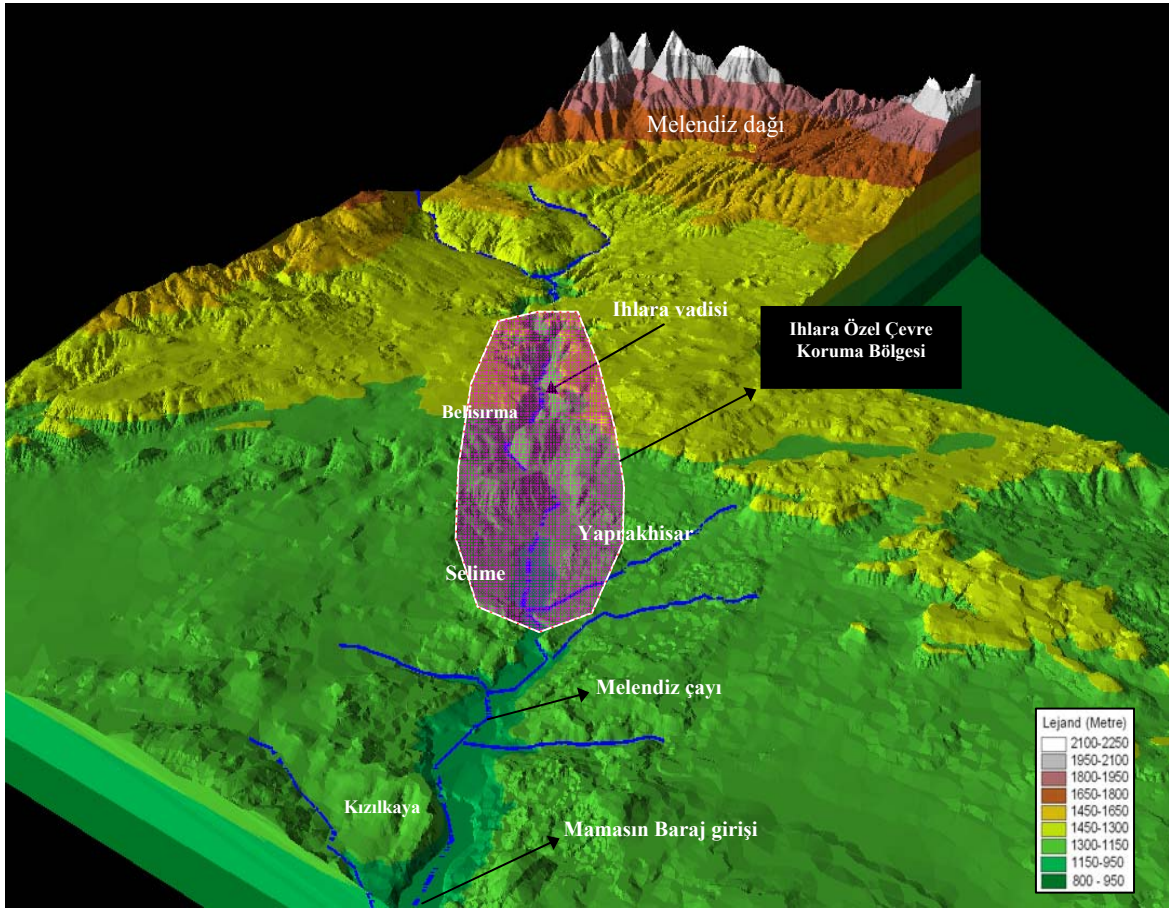 Melendiz dağı
Ihlara vadisi
Ihlara Özel Çevre
Koruma Bölgesi
Belisırma
Yaprakhisar
Selime
Melendiz çayı
Kızılkaya
Mamasın Baraj girişi
Lejand (Metre)
2100-2250
1950-2100
1800-1950
1650-1800
1450-1650
1450-1300
1300-1150
1150-950
800 - 950